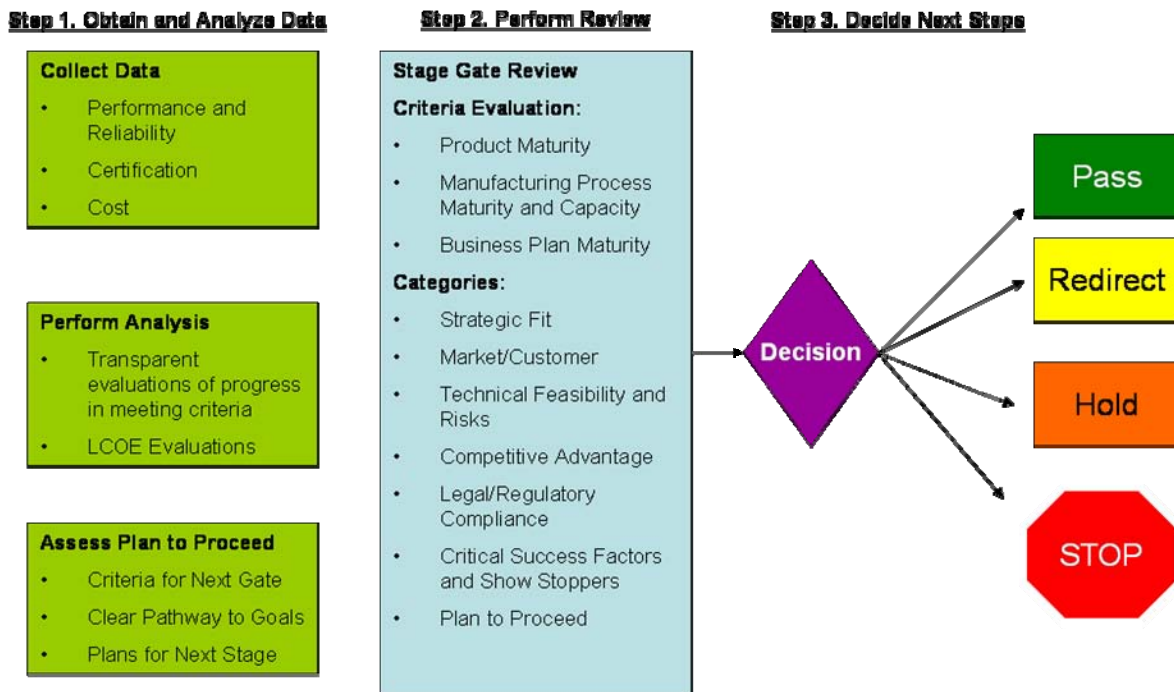 Step 1. Obtain and Analyze Data
Collect Data
• Performance and
Reliability
• Certification
• Cost
Perform Analysis
• Transparent
evaluations of progress
in meeting criteria
• LCOE Evaluations
Assess Plan to Proceed
• Criteria for Next Gate
• Clear Pathway to Goals
• Plans for Next Stage
Step 2. Perform Review
Stage Gate Review
Criteria Evaluation:
• Product Maturity
• Manufacturing Process
Maturity and Capacity
• Business Plan Maturity
Categories:
• Strategic Fit
• Market/Customer
• Technical Feasibility and
Risks
• Competitive Advantage
• Legal/Regulatory
Compliance
• Critical Success Factors
and Show Stoppers
• Plan to Proceed
Step 3. Decide Next Steps
Decision
Pass
Redirect
Hold
STOP